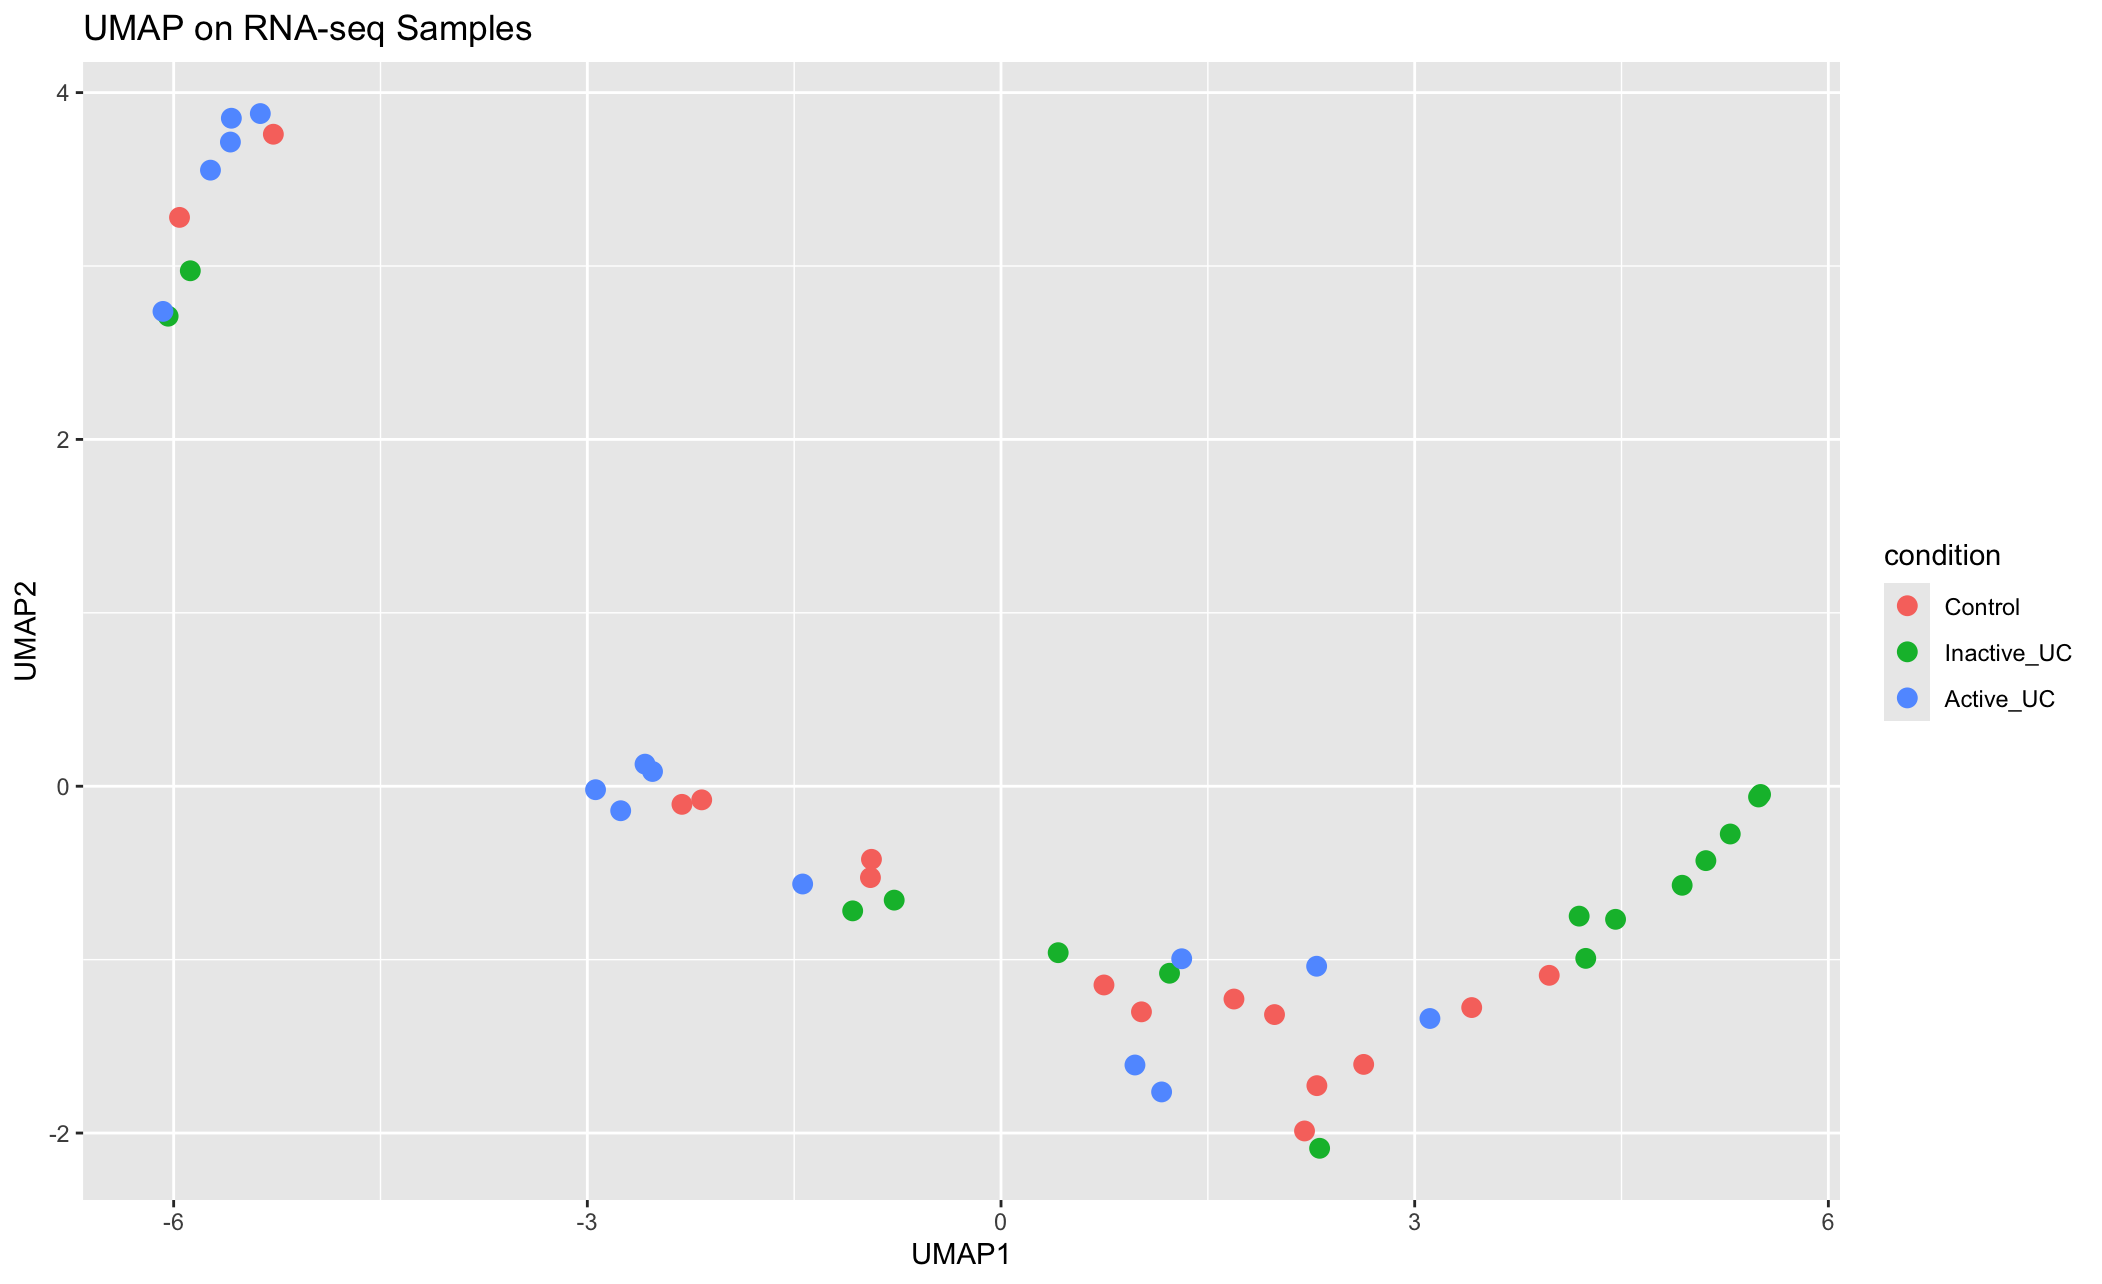 UMAP on RNA-seq Samples
4
2
0
-2
UMAP2
-6
-3
0
3
6
UMAP1
condition
Control
Inactive_UC
Active_UC